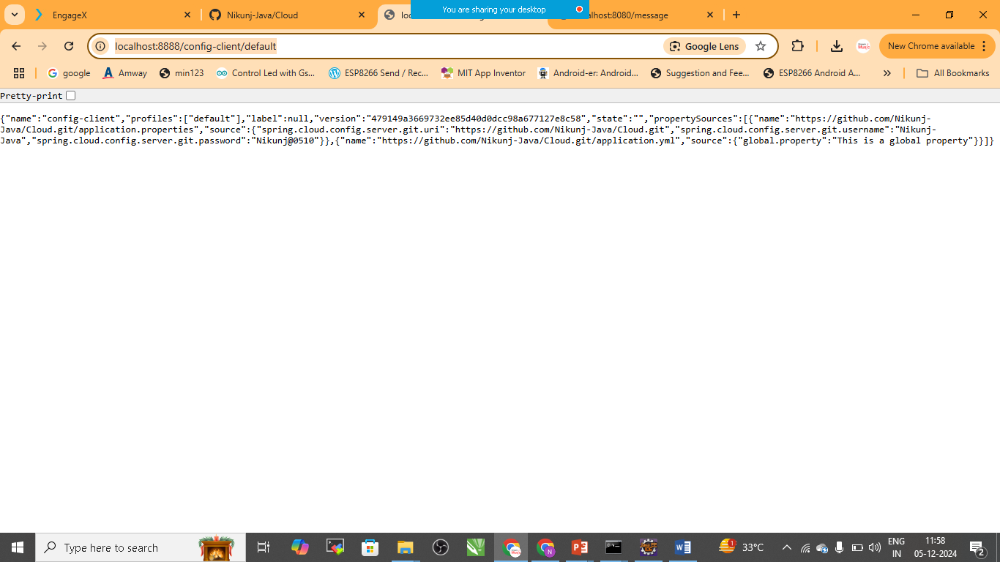 EngageX
Nikunj-Java/Cloud
You are sharing your desktop
localhost:8080/message
localhost:8888/config-client/default
Google Lens
New Chrome available
google
Amway
min123
Control Led with Gs...
ESP8266 Send / Rec...
MIT App Inventor
Android-er: Android...
Suggestion and Fee...
ESP8266 Android A...
All Bookmarks
Pretty-print
{"name":"config-client","profiles":["default"],"label":null,"version":"479149a3669732ee85d40d0dcc98a677127e8c58","state":"","propertySources":[{"name":"https://github.com/Nikunj-
Java/Cloud.git/application.properties","source":{"spring.cloud.config.server.git.uri":"https://github.com/Nikunj-Java/Cloud.git","spring.cloud.config.server.git.username":"Nikunj-
Java","spring.cloud.config.server.git.password":"Nikunj@0510"}},{"name":"https://github.com/Nikunj-Java/Cloud.git/application.yml","source":{"global.property":"This is a global property"}}]}
Type here to search
33°C
ENG
IN
11:58
05-12-2024
2